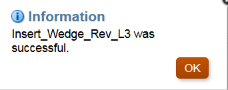 Information
Insert_Wedge_Rev_L3 was
successful.
OK